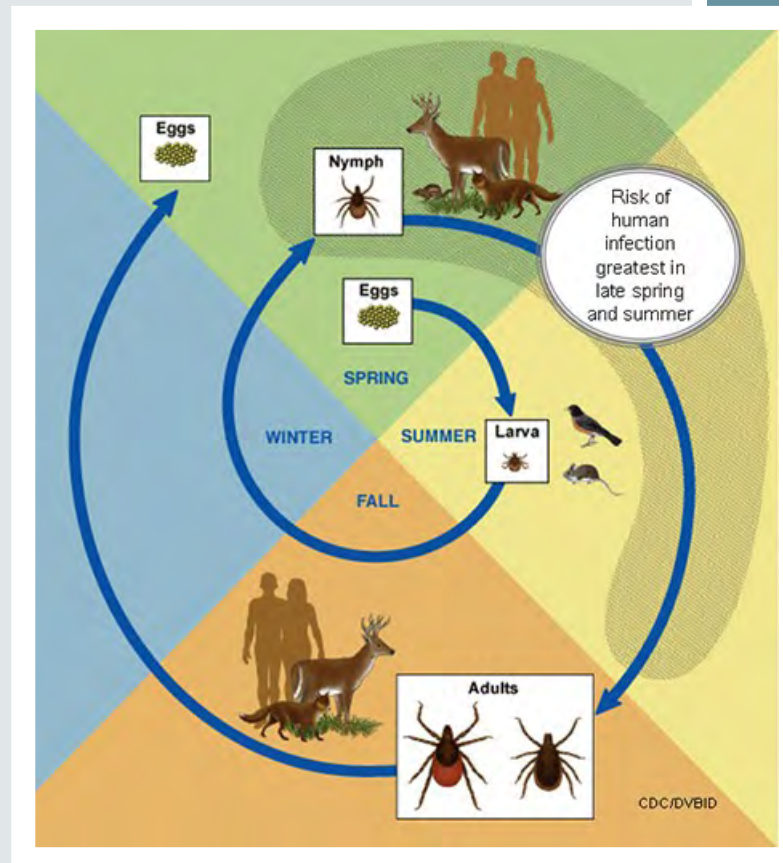 Eggs
Nymph
Risk of
human
infection
greatest in
late spring
and summer
Eggs
SPRING
WINTER
SUMMER
Larva
FALL
Adults
CDC/DVBID